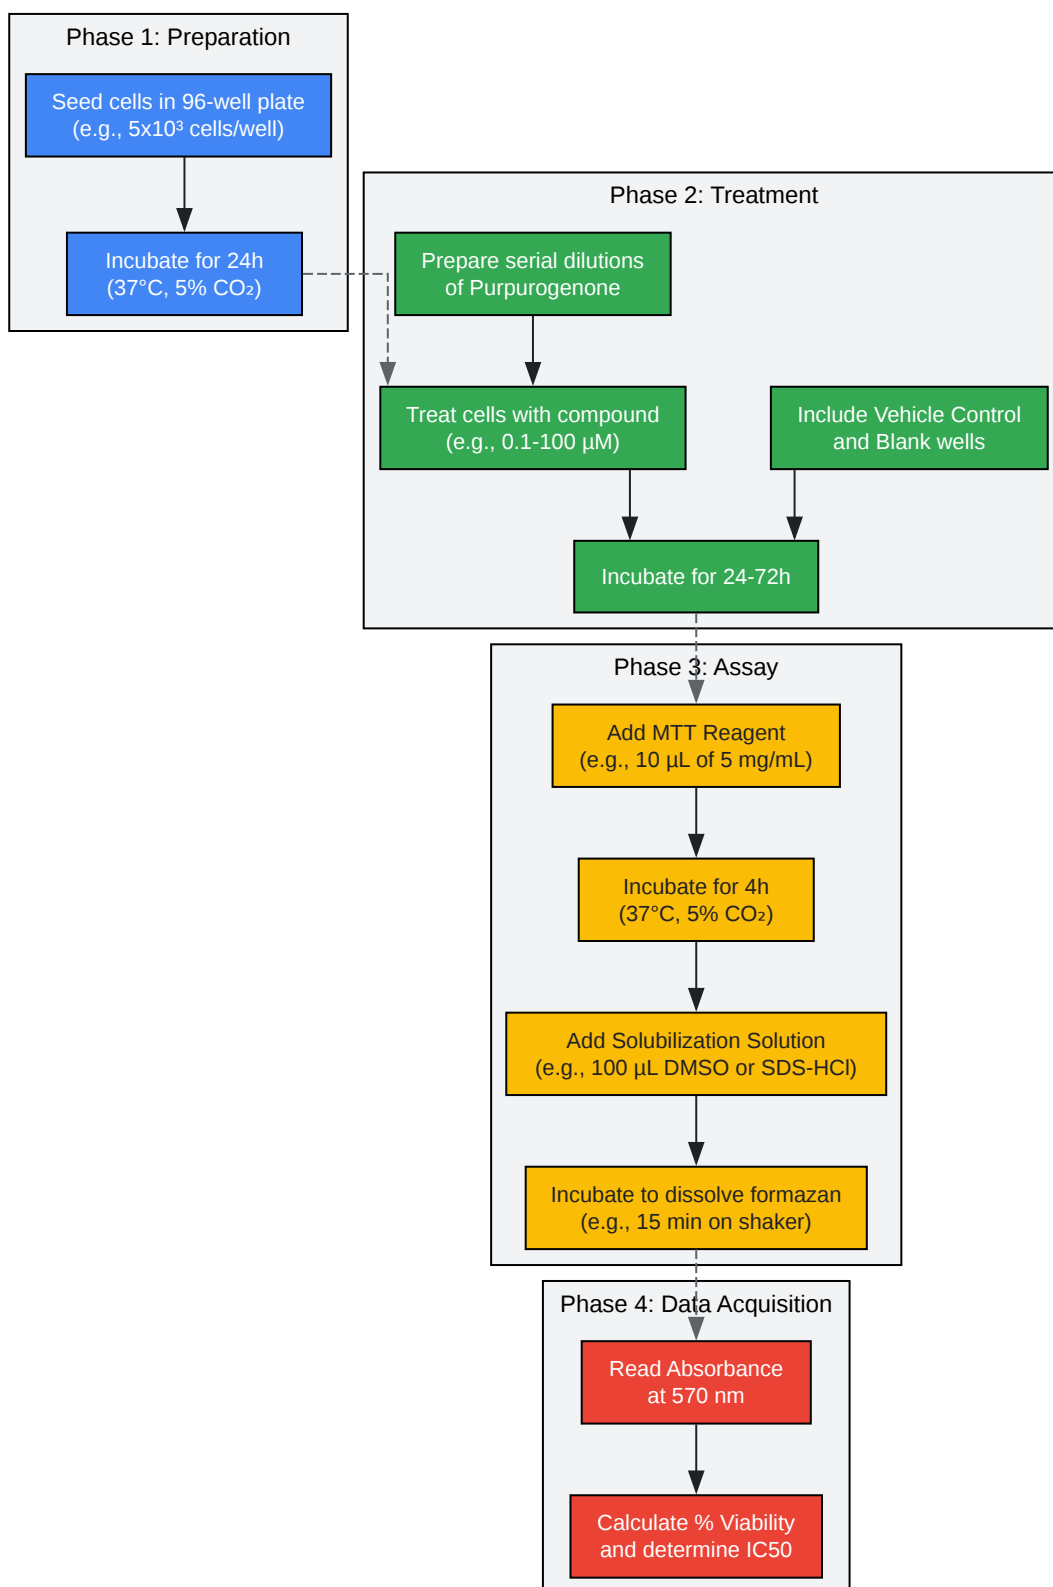 Phase 1: Preparation
Seed cells in 96-well plate
(e.g., 5x10³ cells/well)
Incubate for 24h
(37°C, 5% CO₂)
Phase 2: Treatment
Prepare serial dilutions
of Purpurogenone
Treat cells with compound
(e.g., 0.1-100 µM)
Include Vehicle Control
and Blank wells
Incubate for 24-72h
Phase 3: Assay
Add MTT Reagent
(e.g., 10 µL of 5 mg/mL)
Incubate for 4h
(37°C, 5% CO₂)
Add Solubilization Solution
(e.g., 100 µL DMSO or SDS-HCl)
Incubate to dissolve formazan
(e.g., 15 min on shaker)
Phase 4: Data Acquisition
Read Absorbance
at 570 nm
Calculate % Viability
and determine IC50